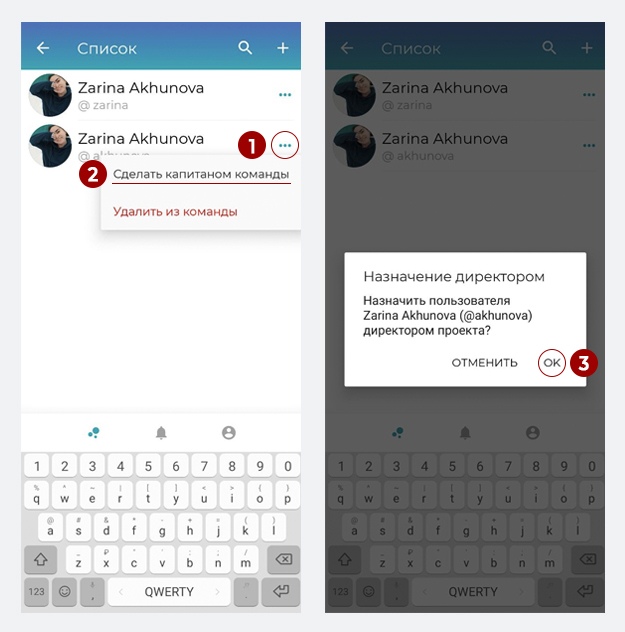 Список
Zarina Akhunova
@ zarina
Zarina Akhunova
1
2
Сделать капитаном команды
Удалить из команды
1 2 3 4 5 6 7 8 9 0
q w e r t y u i o p
a s d f g h j k l
z x c v b n m
123
QWERTY
Список
Zarina Akhunova
@ zarina
Zarina Akhunova
@ akhunova
Назначение директором
Назначить пользователя
Zarina Akhunova (@akhunova)
директором проекта?
ОТМЕНИТЬ
OK
3
1 2 3 4 5 6 7 8 9 0
q w e r t y u i o p
a s d f g h j k l
z x c v b n m
123
QWERTY